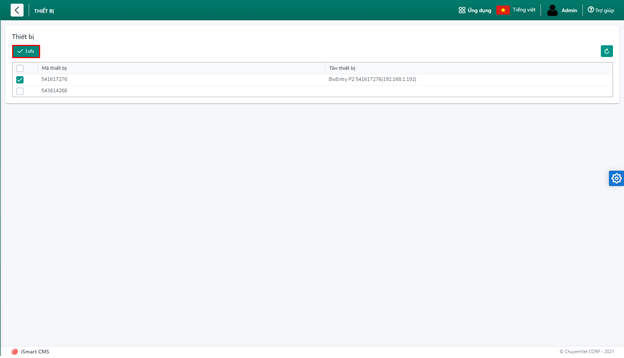 THIẾT BỊ
Ứng dụng
Tiếng việt
Admin
Trợ giúp
Thiết bị
Lưu
Mã thiết bị
Tên thiết bị
541617276
BioEntry P2 541617276(192.168.1.192)
543614266
iSmart CMS
© ChuyenViet CORP - 2021